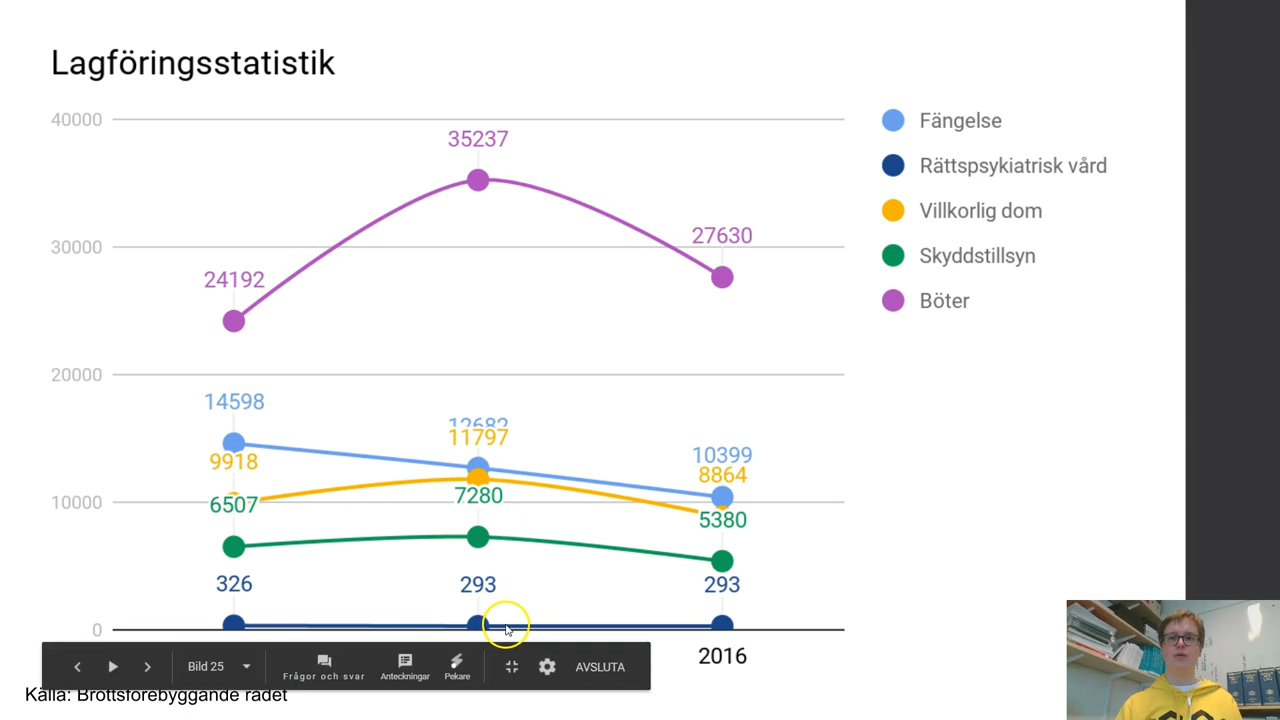 Lagföringsstatistik
40000
35237
30000
27630
24192
20000
14598
12682
11797
9918
10399
8864
10000
6507
7280
5380
326
293
293
0
2016
Fängelse
Rättspsykiatrisk vård
Villkorlig dom
Skyddstillsyn
Böter
Bild 25
Frågor och svar
Anteckningar
Pekare
AVSLUTA
Källa: Brottsförebyggande rådet